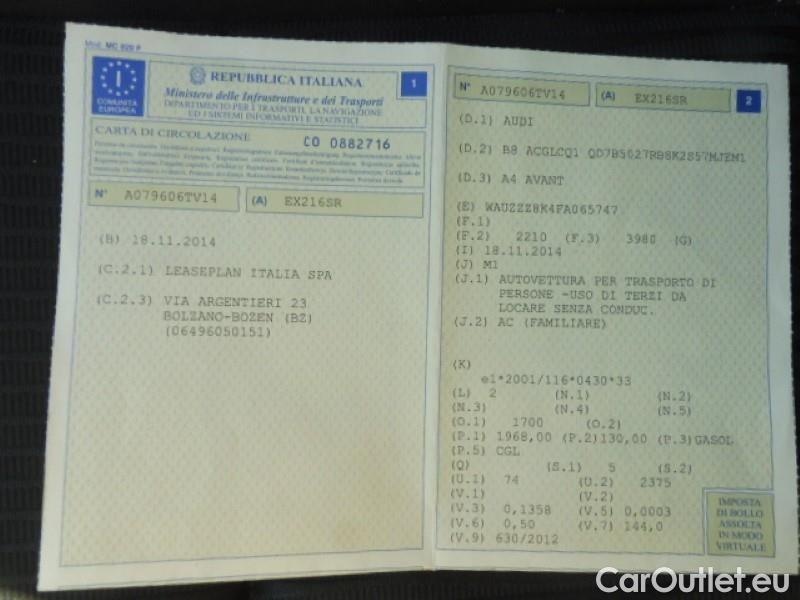 Mod. MC 820 F
I
COMUNITÀ
EUROPEA
REPUBBLICA ITALIANA
Ministero delle Infrastrutture e dei Trasporti
DIPARTIMENTO PER I TRASPORTI, LA NAVIGAZIONE
ED I SISTEMI INFORMATIVI E STATISTICI
1
CARTA DI CIRCOLAZIONE
CO 0882716
N° A079606TV14 (A) EX216SR
(B) 18.11.2014
(C.2.1) LEASEPLAN ITALIA SPA
(C.2.3) VIA ARGENTIERI 23
BOLZANO-BOZEN (BZ)
(06496050151)
N° A079606TV14 (A) EX216SR 2
(D.1) AUDI
(D.2) B8 ACGLCQ1 QD7B5027RB8K2S57MJEM1
(D.3) A4 AVANT
(E) WAUZZZ8K4FA065747
(F.1)
(F.2) 2210 (F.3) 3980 (G)
(I) 18.11.2014
(J) M1
(J.1) AUTOVETTURA PER TRASPORTO DI
PERSONE -USO DI TERZI DA
LOCARE SENZA CONDUC.
(J.2) AC (FAMILIARE)
(K)
e1*2001/116*0430*33
(L) 2 (N.1) (N.2)
(N.3) (N.4) (N.5)
(O.1) 1700 (O.2)
(P.1) 1968,00 (P.2)130,00 (P.3)GASOL
(P.5) CGL
(Q) (S.1) 5 (S.2)
(U.1) 74 (U.2) 2375
(V.1) (V.2)
(V.3) 0,1358 (V.5) 0,0003
(V.6) 0,50 (V.7) 144,0
(V.9) 630/2012
IMPOSTA
DI BOLLO
ASSOLTA
IN MODO
VIRTUALE
CarOutlet.eu